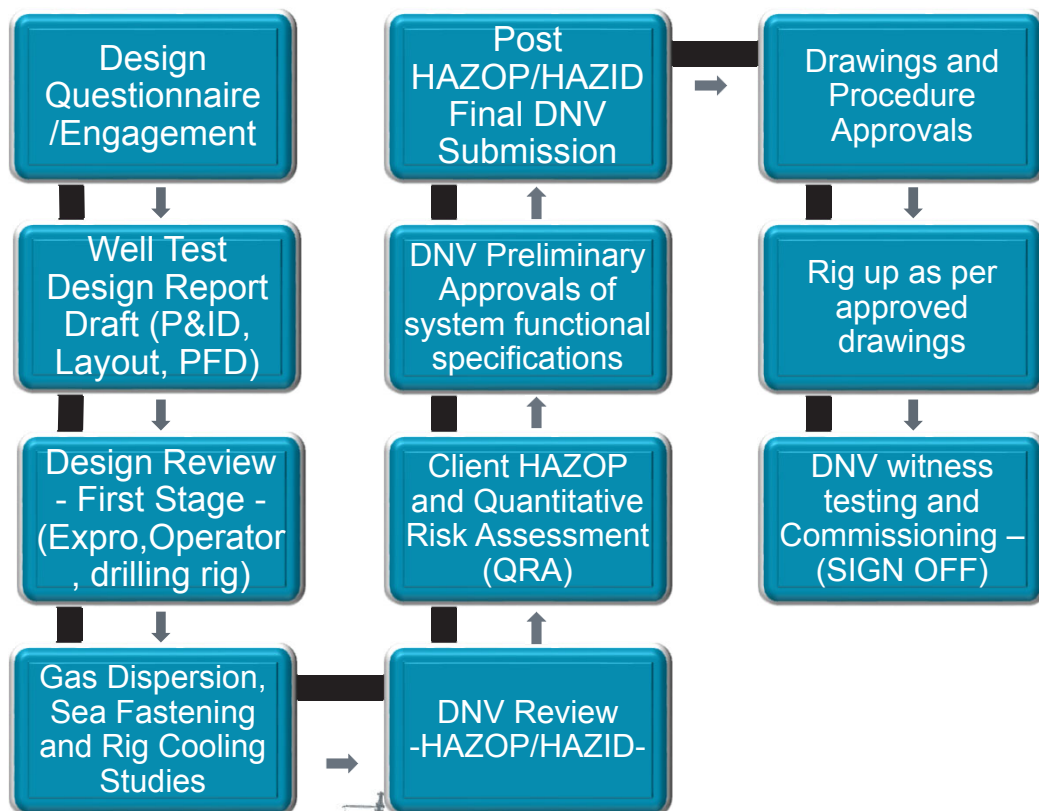 Design
Questionnaire
/Engagement
Well Test
Design Report
Draft (P&ID,
Layout, PFD)
Design Review
- First Stage -
(Expro,Operator
, drilling rig)
Gas Dispersion,
Sea Fastening
and Rig Cooling
Studies
DNV Review
-HAZOP/HAZID-
Client HAZOP
and Quantitative
Risk Assessment
(QRA)
DNV Preliminary
Approvals of
system functional
specifications
Post
HAZOP/HAZID
Final DNV
Submission
Drawings and
Procedure
Approvals
Rig up as per
approved
drawings
DNV witness
testing and
Commissioning –
(SIGN OFF)